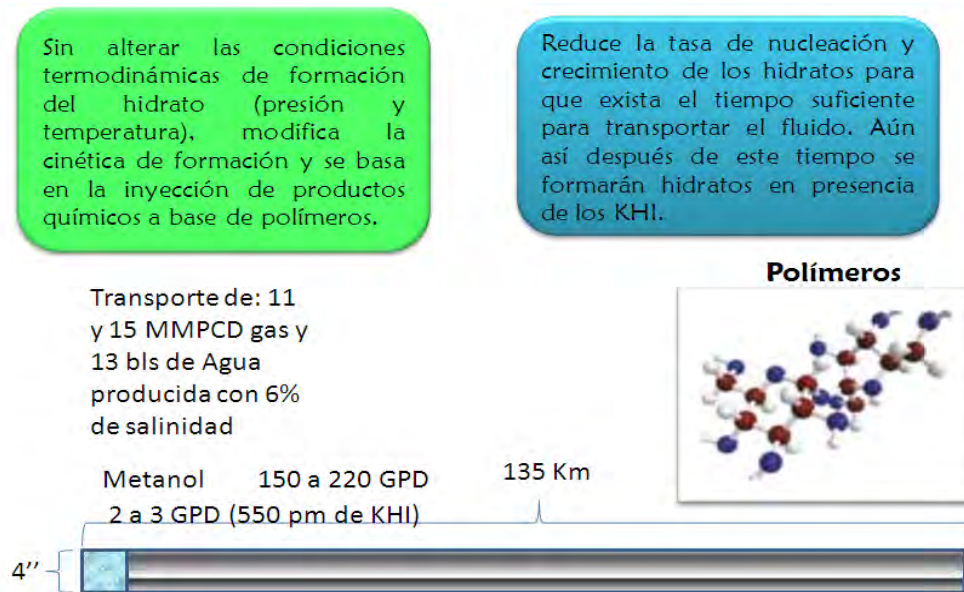 Sin alterar las condiciones
termodinámicas de formación
del hidrato (presión y
temperatura), modifica la
cinética de formación y se basa
en la inyección de productos
químicos a base de polímeros.
Reduce la tasa de nucleación y
crecimiento de los hidratos para
que exista el tiempo suficiente
para transportar el fluido. Aún
así después de este tiempo se
formarán hidratos en presencia
de los KHI.
Polímeros
Transporte de: 11
y 15 MMPCD gas y
13 bls de Agua
producida con 6%
de salinidad
Metanol 150 a 220 GPD
2 a 3 GPD (550 pm de KHI)
135 Km
4’’